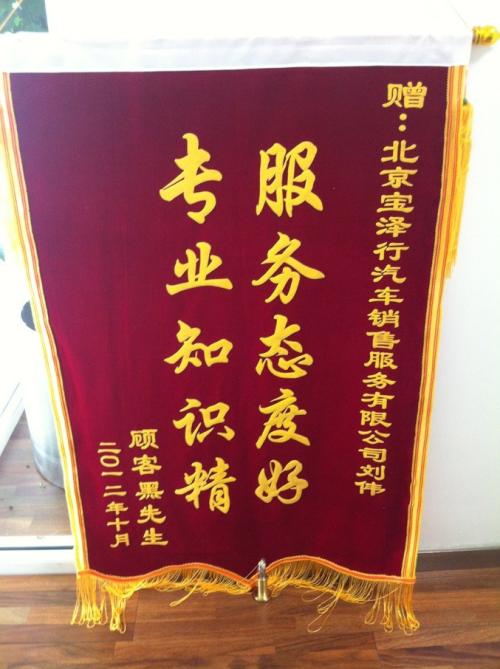 赠：北京宝泽行汽车销售服务有限公司刘伟
服务态度好
专业知识精
顾客黑先生
二〇一二年十月